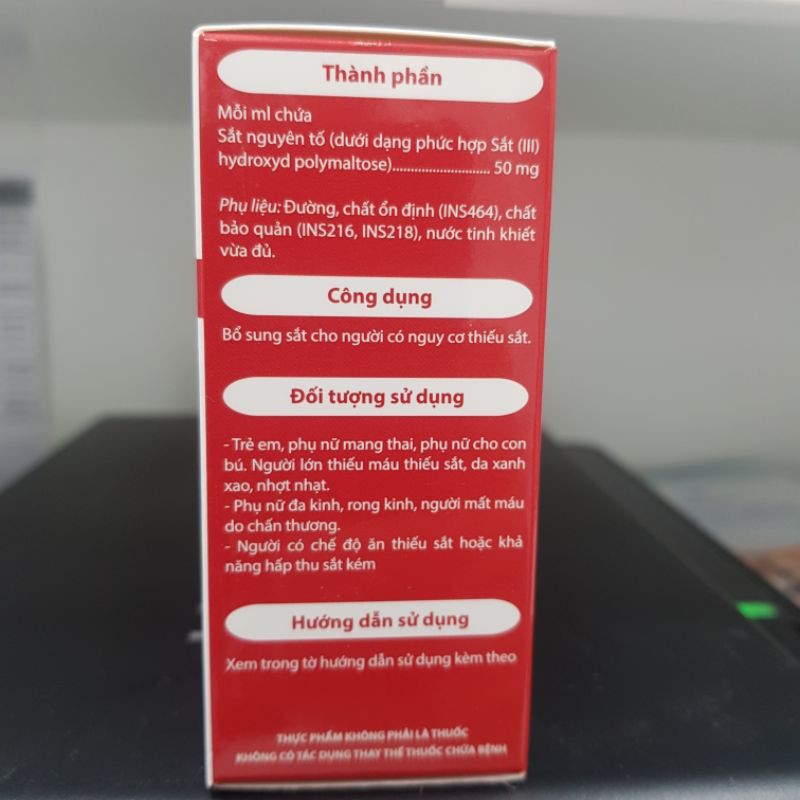 Thành phần
Mỗi ml chứa
Sắt nguyên tố (dưới dạng phức hợp Sắt (III)
hydroxyd polymaltose)........................... 50 mg
Phụ liệu: Đường, chất ổn định (INS464), chất
bảo quản (INS216, INS218), nước tinh khiết
vừa đủ.
Công dụng
Bổ sung sắt cho người có nguy cơ thiếu sắt.
Đối tượng sử dụng
- Trẻ em, phụ nữ mang thai, phụ nữ cho con
bú. Người lớn thiếu máu thiếu sắt, da xanh
xao, nhợt nhạt.
- Phụ nữ đa kinh, rong kinh, người mất máu
do chấn thương.
- Người có chế độ ăn thiếu sắt hoặc khả
năng hấp thu sắt kém
Hướng dẫn sử dụng
Xem trong tờ hướng dẫn sử dụng kèm theo
THỰC PHẨM KHÔNG PHẢI LÀ THUỐC
KHÔNG CÓ TÁC DỤNG THAY THẾ THUỐC CHỮA BỆNH